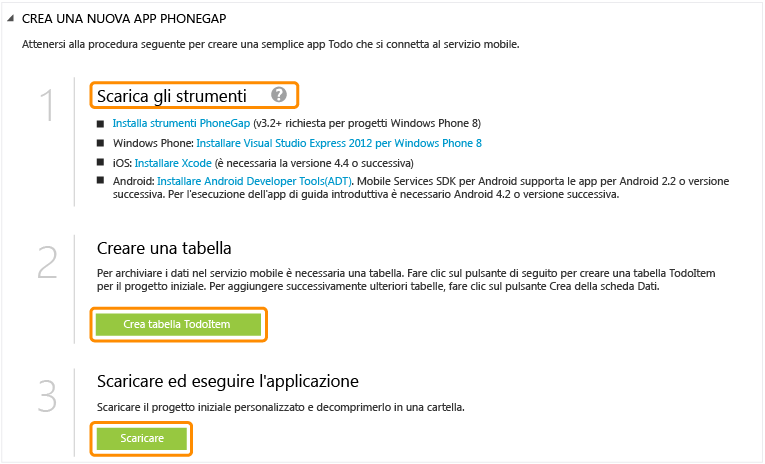 CREA UNA NUOVA APP PHONEGAP
Attenersi alla procedura seguente per creare una semplice app Todo che si connetta al servizio mobile.
1
Scarica gli strumenti ?
Installa strumenti PhoneGap (v3.2+ richiesta per progetti Windows Phone 8)
Windows Phone: Installare Visual Studio Express 2012 per Windows Phone 8
iOS: Installare Xcode (è necessaria la versione 4.4 o successiva)
Android: Installare Android Developer Tools(ADT). Mobile Services SDK per Android supporta le app per Android 2.2 o versione
successiva. Per l'esecuzione dell'app di guida introduttiva è necessario Android 4.2 o versione successiva.
2
Creare una tabella
Per archiviare i dati nel servizio mobile è necessaria una tabella. Fare clic sul pulsante di seguito per creare una tabella TodoItem
per il progetto iniziale. Per aggiungere successivamente ulteriori tabelle, fare clic sul pulsante Crea della scheda Dati.
Crea tabella TodoItem
3
Scaricare ed eseguire l'applicazione
Scaricare il progetto iniziale personalizzato e decomprimerlo in una cartella.
Scaricare